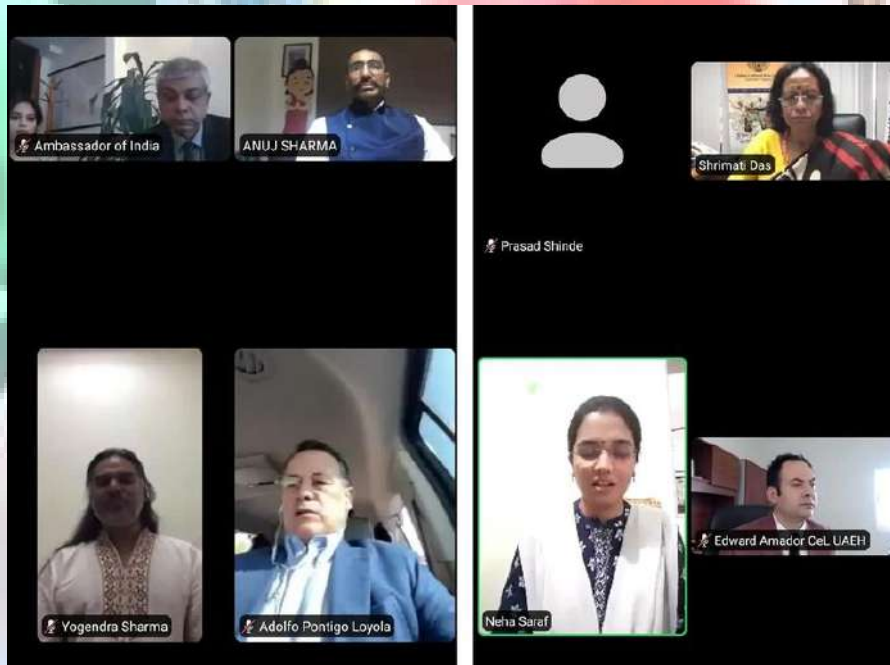 Ambassador of India
ANUJ SHARMA
Yogendra Sharma
Adolfo Pontigo Loyola
Prasad Shinde
Shrimati Das
Neha Saraf
Edward Amador CeL UAEH